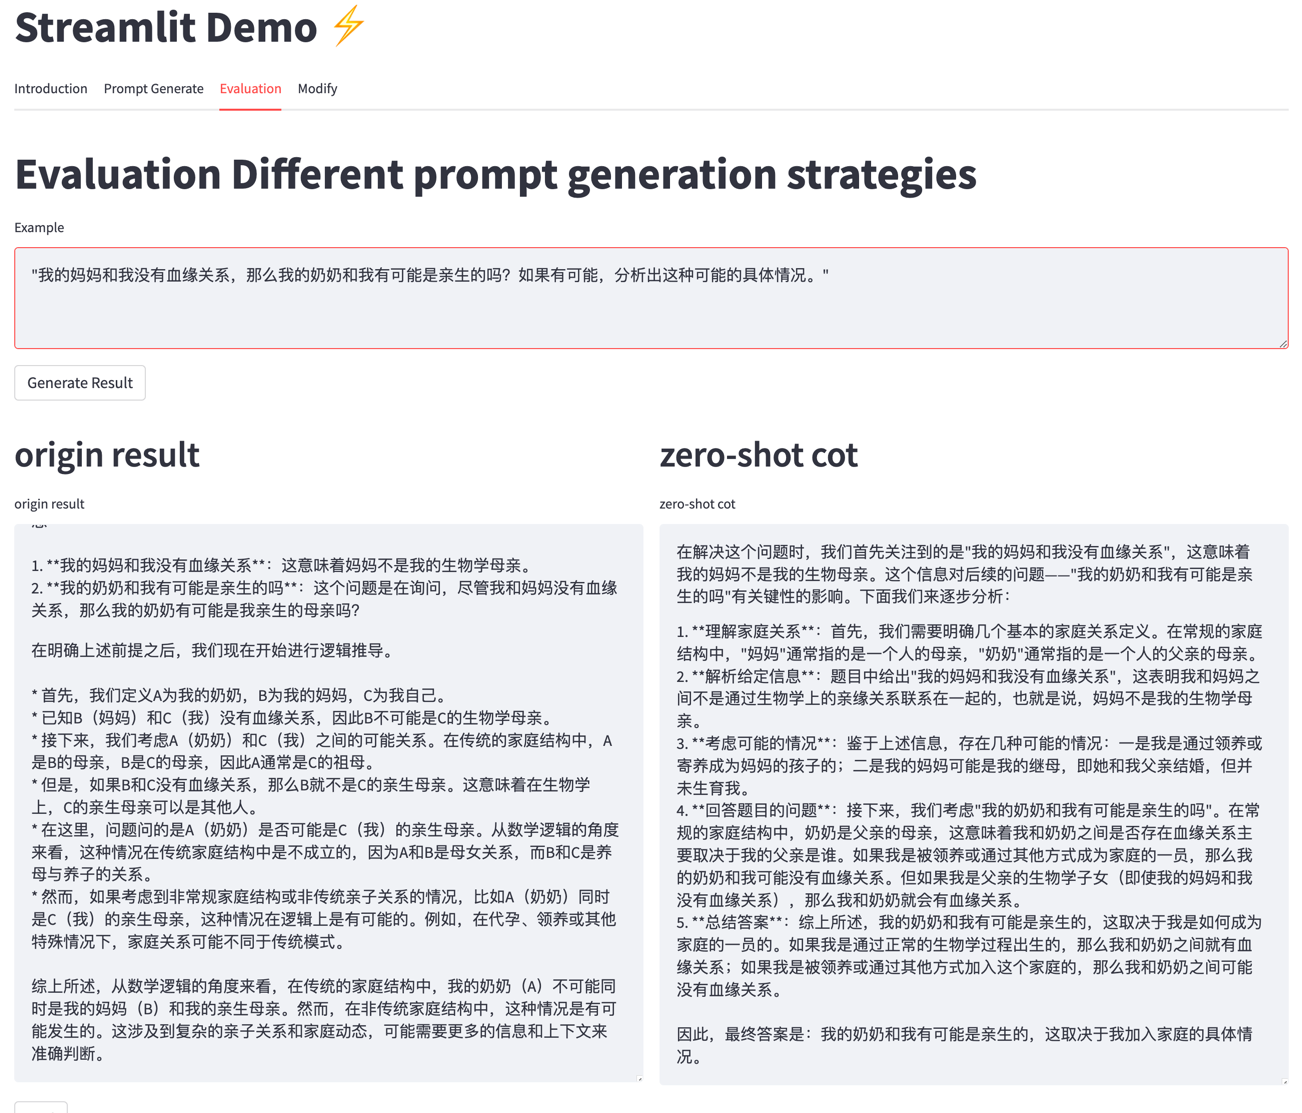 Streamlit Demo ⚡
Introduction Prompt Generate Evaluation Modify
Evaluation Different prompt generation strategies
Example
"我的妈妈和我没有血缘关系，那么我的奶奶和我有可能是亲生的吗？如果有可能，分析出这种可能的具体情况。"
Generate Result
origin result
origin result
1. **我的妈妈和我没有血缘关系**：这意味着妈妈不是我的生物学母亲。
2. **我的奶奶和我有可能是亲生的吗**：这个问题是在询问，尽管我和妈妈没有血缘
关系，那么我的奶奶有可能是我亲生的母亲吗？
在明确上述前提之后，我们现在开始进行逻辑推导。
* 首先，我们定义A为我的奶奶，B为我的妈妈，C为我自己。
* 已知B（妈妈）和C（我）没有血缘关系，因此B不可能是C的生物学母亲。
* 接下来，我们考虑A（奶奶）和C（我）之间的可能关系。在传统的家庭结构中，A
是B的母亲，B是C的母亲，因此A通常是C的祖母。
* 但是，如果B和C没有血缘关系，那么B就不是C的亲生母亲。这意味着在生物学
上，C的亲生母亲可以是其他人。
* 在这里，问题问的是A（奶奶）是否可能是C（我）的亲生母亲。从数学逻辑的角度
来看，这种情况在传统家庭结构中是不成立的，因为A和B是母女关系，而B和C是养
母与养子的关系。
* 然而，如果考虑到非常规家庭结构或非传统亲子关系的情况，比如A（奶奶）同时
是C（我）的亲生母亲，这种情况在逻辑上是有可能的。例如，在代孕、领养或其他
特殊情况下，家庭关系可能不同于传统模式。
综上所述，从数学逻辑的角度来看，在传统的家庭结构中，我的奶奶（A）不可能同
时是我的妈妈（B）和我的亲生母亲。然而，在非传统家庭结构中，这种情况是有可
能发生的。这涉及到复杂的亲子关系和家庭动态，可能需要更多的信息和上下文来
准确判断。
zero-shot cot
zero-shot cot
在解决这个问题时，我们首先关注到的是"我的妈妈和我没有血缘关系"，这意味着
我的妈妈不是我的生物母亲。这个信息对后续的问题——"我的奶奶和我有可能是亲
生的吗"有关键性的影响。下面我们来逐步分析：
1. **理解家庭关系**：首先，我们需要明确几个基本的家庭关系定义。在常规的家庭
结构中，"妈妈"通常指的是一个人的母亲，"奶奶"通常指的是一个人的父亲的母亲。
2. **解析给定信息**：题目中给出"我的妈妈和我没有血缘关系"，这表明我和妈妈之
间不是通过生物学上的亲缘关系联系在一起的，也就是说，妈妈不是我的生物学母
亲。
3. **考虑可能的情况**：鉴于上述信息，存在几种可能的情况：一是我是通过领养或
寄养成为妈妈的孩子的；二是我的妈妈可能是我的继母，即她和我父亲结婚，但并
未生育我。
4. **回答题目的问题**：接下来，我们考虑"我的奶奶和我有可能是亲生的吗"。在常
规的家庭结构中，奶奶是父亲的母亲，这意味着我和奶奶之间是否存在血缘关系主
要取决于我的父亲是谁。如果我是被领养或通过其他方式成为家庭的一员，那么我
的奶奶和我可能没有血缘关系。但如果我是父亲的生物学子女（即使我的妈妈和我
没有血缘关系），那么我和奶奶就会有血缘关系。
5. **总结答案**：综上所述，我的奶奶和我有可能是亲生的，这取决于我是如何成为
家庭的一员的。如果我是通过正常的生物学过程出生的，那么我和奶奶之间就有血
缘关系；如果我是被领养或通过其他方式加入这个家庭的，那么我和奶奶之间可能
没有血缘关系。
因此，最终答案是：我的奶奶和我有可能是亲生的，这取决于我加入家庭的具体情
况。